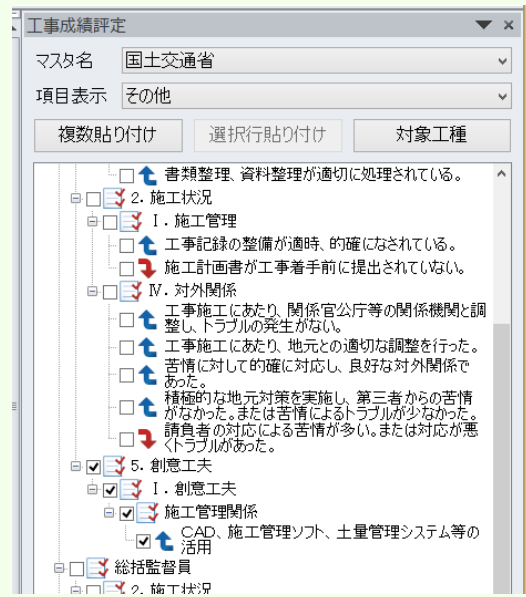 工事成績評定
マスタ名 国土交通省
項目表示 その他
複数貼り付け 選択行貼り付け 対象工種
書類整理、資料整理が適切に処理されている。
2. 施工状況
Ⅰ. 施工管理
工事記録の整備が適時、的確になされている。
施工計画書が工事着手前に提出されていない。
Ⅳ. 対外関係
工事施工にあたり、関係官公庁等の関係機関と調
整し、トラブルの発生がない。
工事施工にあたり、地元との適切な調整を行った。
苦情に対して的確に対応し、良好な対外関係で
あった。
積極的な地元対策を実施し、第三者からの苦情
がなかった。または苦情によるトラブルが少なかった。
請負者の対応による苦情が多い。または対応が悪
くトラブルがあった。
5. 創意工夫
Ⅰ. 創意工夫
施工管理関係
CAD、施工管理ソフト、土量管理システム等の
活用
総括監督員
2. 施工状況